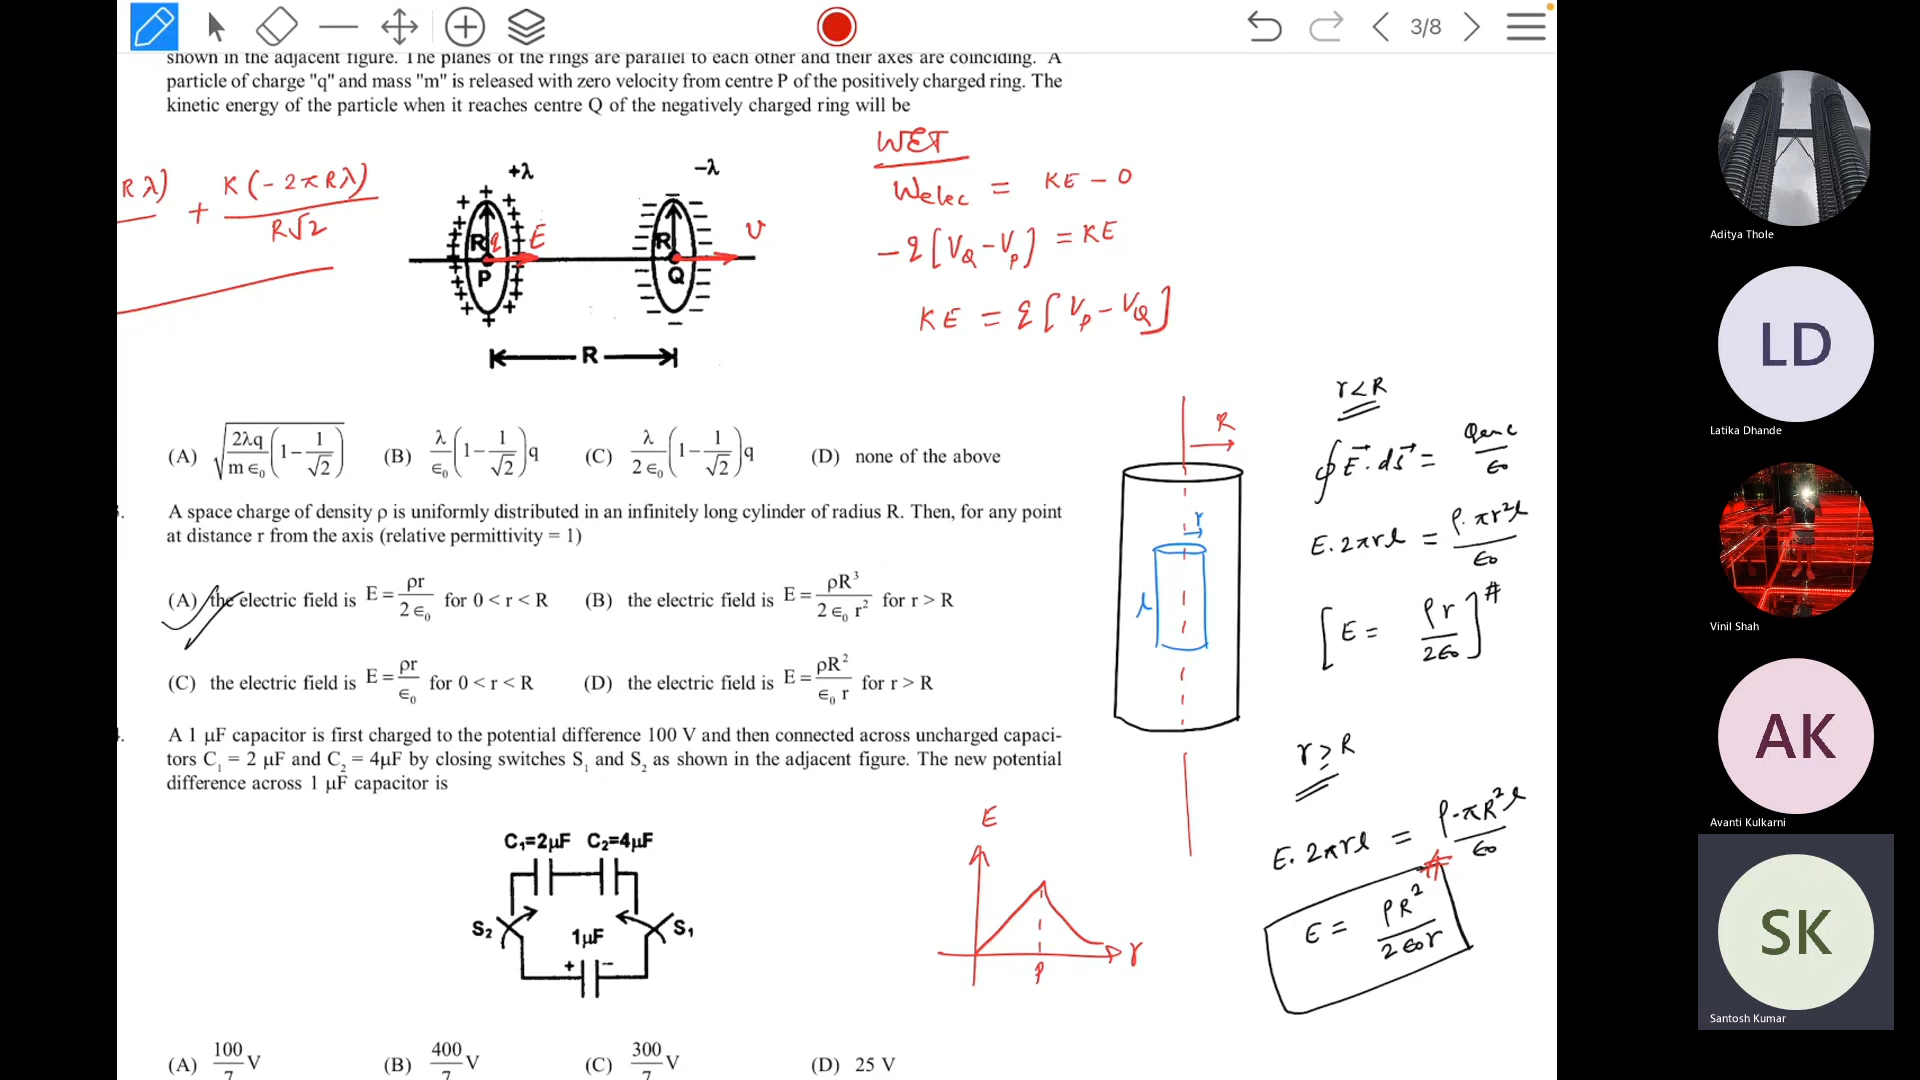 3/8
shown in the adjacent figure. The planes of the rings are parallel to each other and their axes are coinciding. A
particle of charge "q" and mass "m" is released with zero velocity from centre P of the positively charged ring. The
kinetic energy of the particle when it reaches centre Q of the negatively charged ring will be
Rλ) + K(-2πRλ) / R√2
+λ
-λ
R q E
P
R
Q
v
R
WET
Welec = KE - 0
-q[VQ - Vp] = KE
KE = q[Vp - VQ]
(A) √(2λq/m ∈₀ (1 − 1/√2)) (B) λ/∈₀ (1 − 1/√2) q (C) λ/2 ∈₀ (1 − 1/√2) q (D) none of the above
A space charge of density ρ is uniformly distributed in an infinitely long cylinder of radius R. Then, for any point
at distance r from the axis (relative permittivity = 1)
(A) the electric field is E = ρr/2 ∈₀ for 0 < r < R (B) the electric field is E = ρR³/2 ∈₀ r² for r > R
(C) the electric field is E = ρr/∈₀ for 0 < r < R (D) the electric field is E = ρR²/∈₀ r for r > R
R
r
l
r<R
∮E⃗.ds⃗ = Qenc/∈₀
E.2πrl = ρ.πr²l/∈₀
[E = ρr/2∈₀]#
r ≥ R
E.2πrl = ρ.πR²l/∈₀
E = ρR²/2∈₀r
A 1 μF capacitor is first charged to the potential difference 100 V and then connected across uncharged capaci-
tors C₁ = 2 μF and C₂ = 4μF by closing switches S₁ and S₂ as shown in the adjacent figure. The new potential
difference across 1 μF capacitor is
C₁=2μF C₂=4μF
S₂
S₁
1μF
+ −
E
r
(A) 100/7 V (B) 400/7 V (C) 300/7 V (D) 25 V
Aditya Thole
LD
Latika Dhande
Vinil Shah
AK
Avanti Kulkarni
SK
Santosh Kumar